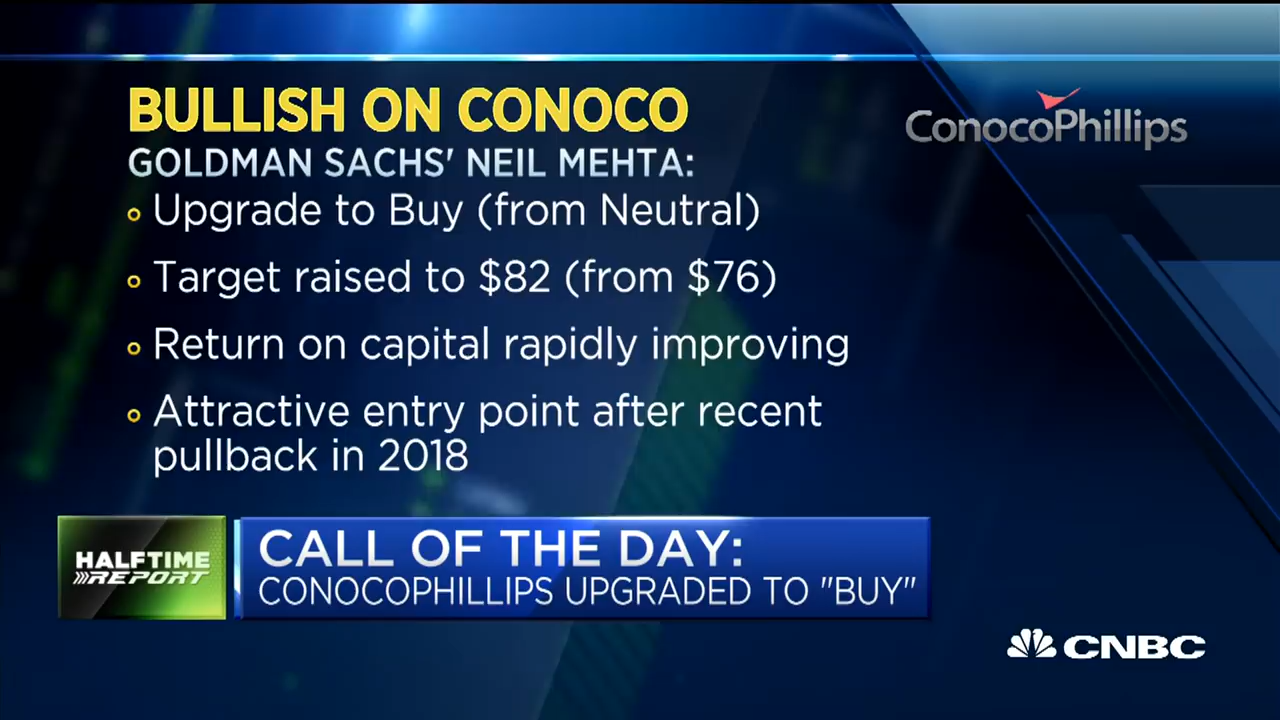 BULLISH ON CONOCO
ConocoPhillips
GOLDMAN SACHS' NEIL MEHTA:
Upgrade to Buy (from Neutral)
Target raised to $82 (from $76)
Return on capital rapidly improving
Attractive entry point after recent
pullback in 2018
HALFTIME
REPORT
CALL OF THE DAY:
CONOCOPHILLIPS UPGRADED TO "BUY"
CNBC